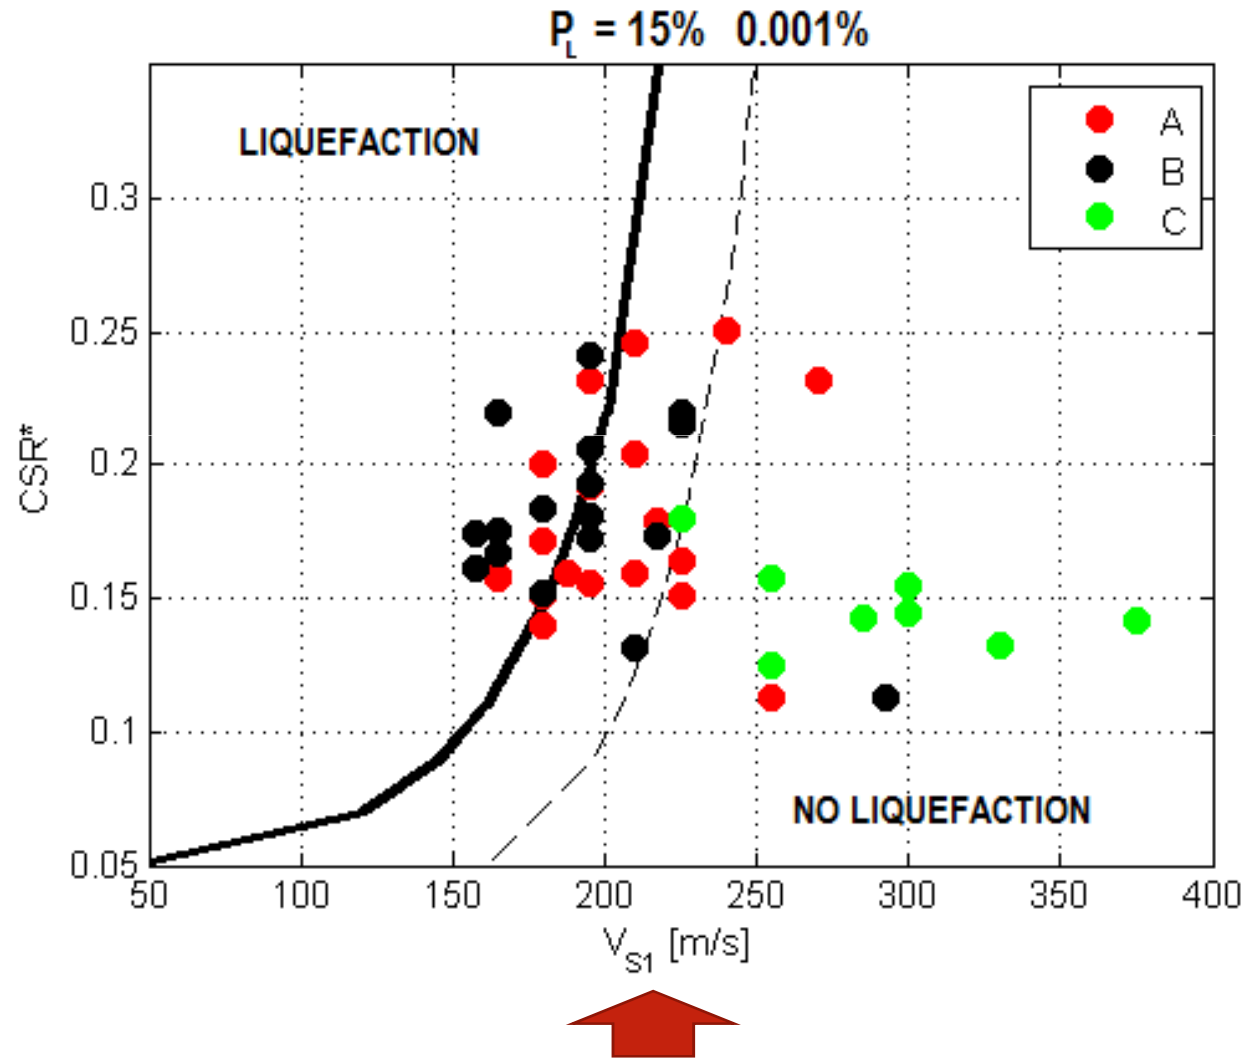 P_L = 15% 0.001%
LIQUEFACTION
A
B
C
0.3
0.25
0.2
0.15
0.1
0.05
CSR*
NO LIQUEFACTION
50 100 150 200 250 300 350 400
V_S1 [m/s]